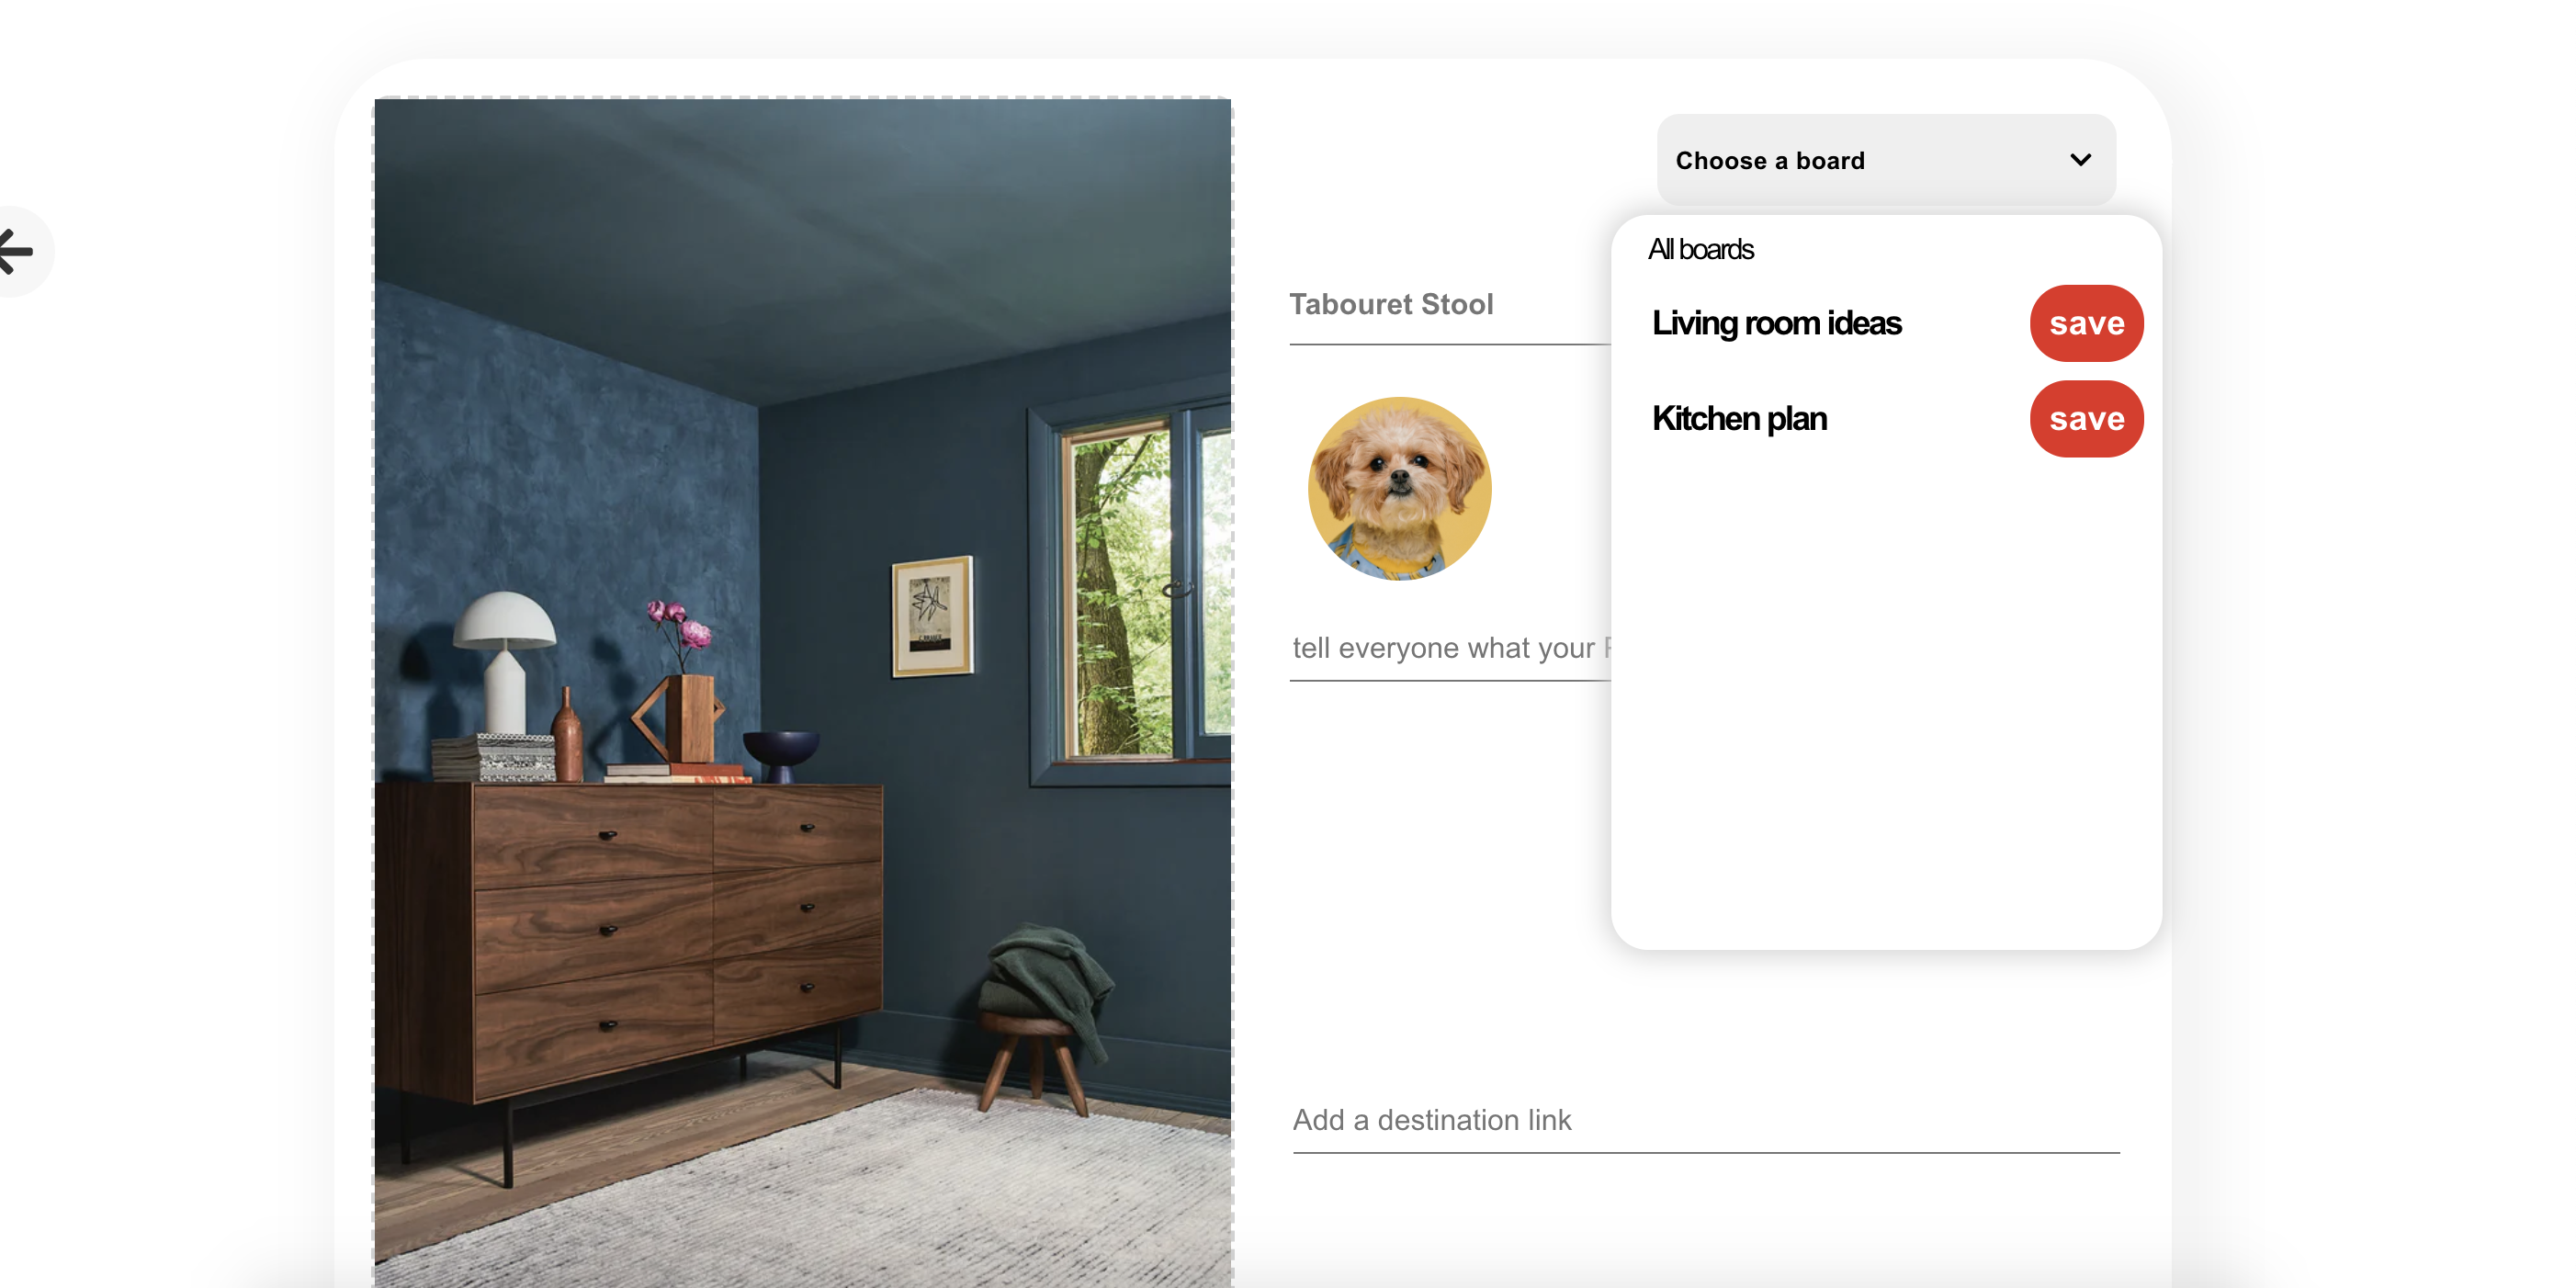 Choose a board
All boards
Tabouret Stool
Living room ideas
save
Kitchen plan
save
tell everyone what your
Add a destination link